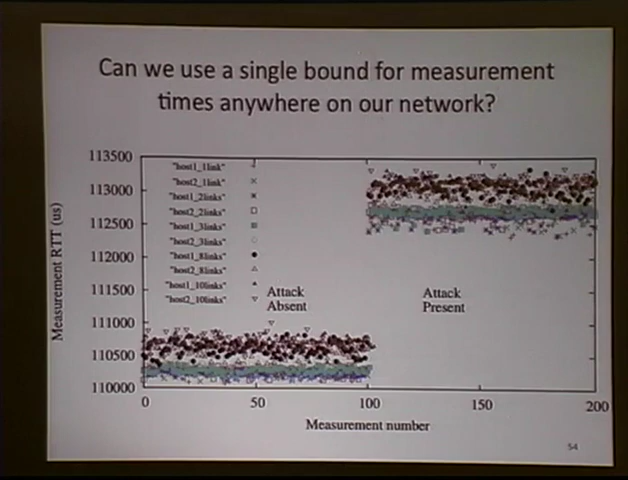 Can we use a single bound for measurement
times anywhere on our network?
113500
113000
112500
112000
111500
111000
110500
110000
Measurement RTT (us)
"host1_1link"
"host2_1link"
"host1_2links"
"host2_2links"
"host1_3links"
"host2_3links"
"host1_8links"
"host2_8links"
"host1_10links"
"host2_10links"
Attack
Absent
Attack
Present
0
50
100
150
200
Measurement number
54